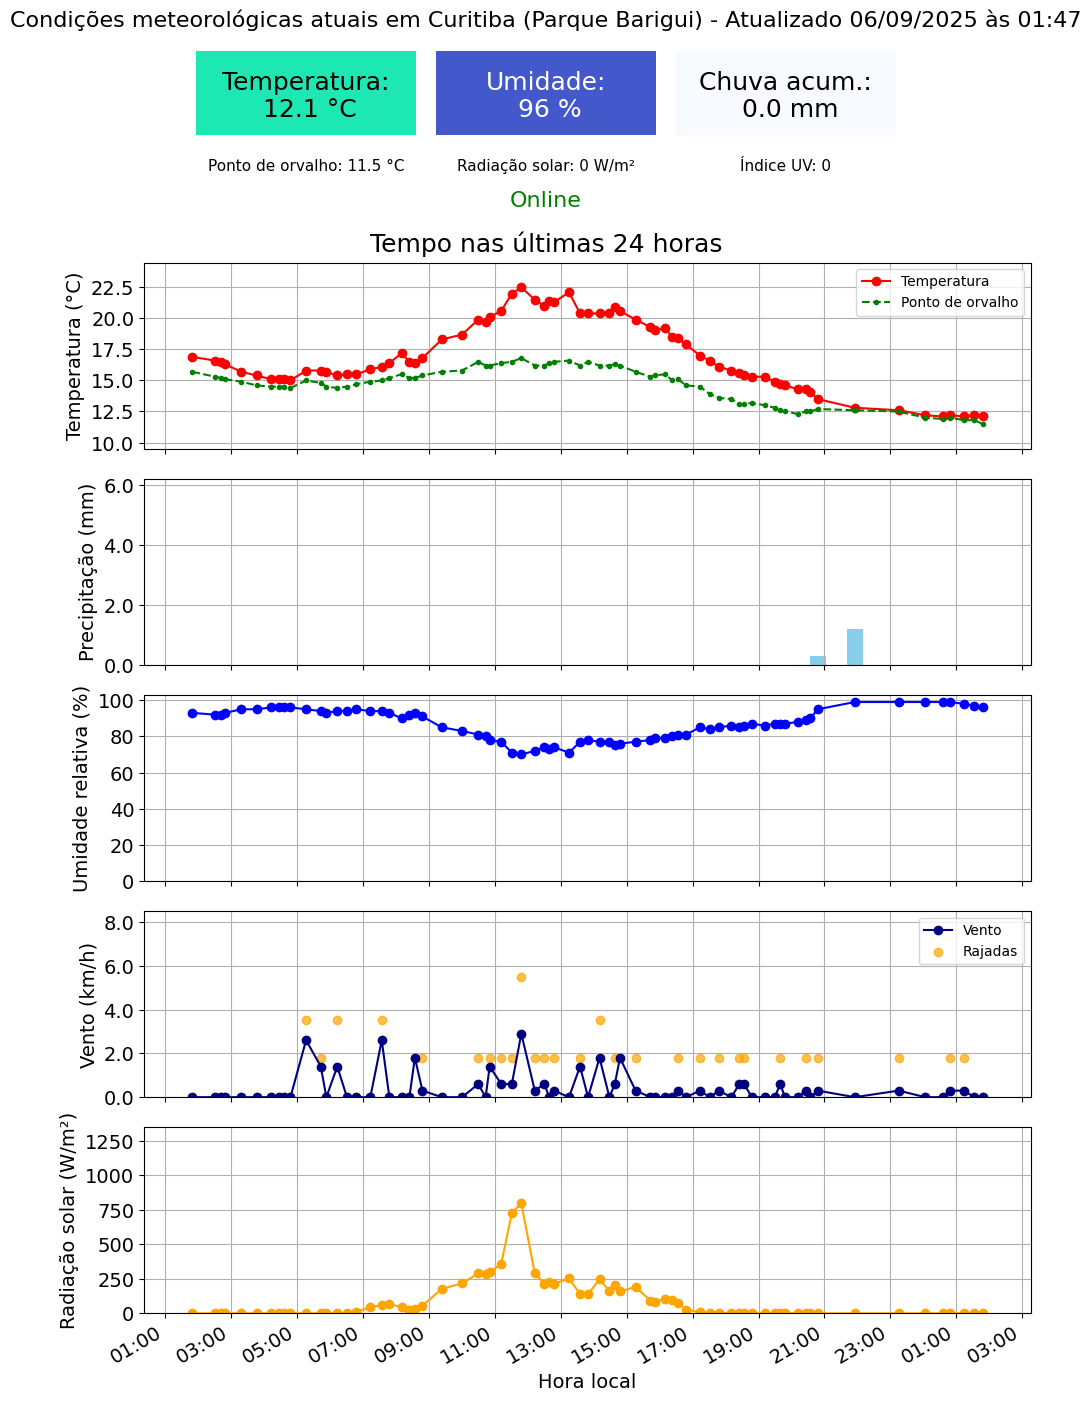 Condições meteorológicas atuais em Curitiba (Parque Barigui) - Atualizado 06/09/2025 às 01:47
Temperatura:
12.1 °C
Umidade:
96 %
Chuva acum.:
0.0 mm
Ponto de orvalho: 11.5 °C
Radiação solar: 0 W/m²
Índice UV: 0
Online
Tempo nas últimas 24 horas
Temperatura (°C)
22.5
20.0
17.5
15.0
12.5
10.0
Temperatura
Ponto de orvalho
Precipitação (mm)
6.0
4.0
2.0
0.0
Umidade relativa (%)
100
80
60
40
20
0
Vento (km/h)
8.0
6.0
4.0
2.0
0.0
Vento
Rajadas
Radiação solar (W/m²)
1250
1000
750
500
250
0
01:00 03:00 05:00 07:00 09:00 11:00 13:00 15:00 17:00 19:00 21:00 23:00 01:00 03:00
Hora local